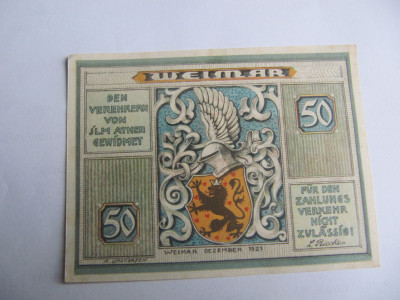 WEIMAR
DEN
VEREHRERN
VON
ILM ATHEN
GEWIDMET
50
50
FÜR DEN
ZAHLUNGS
VERKEHR
NICHT
ZULÄSSIG!
WEIMAR DEZEMBER 1921